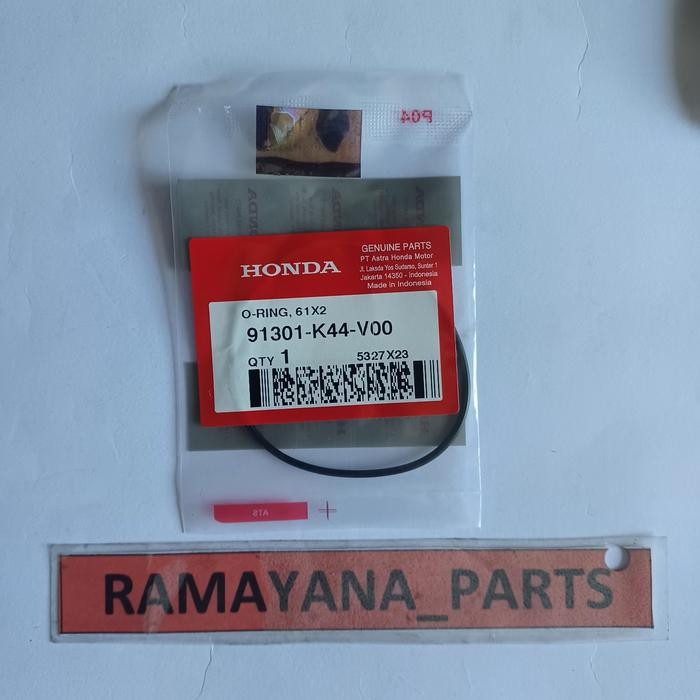 P04
HONDA
GENUINE PARTS
PT Astra Honda Motor
Jl. Laksda Yos Sudarso, Sunter 1
Jakarta 14350 - Indonesia
Made in Indonesia
O-RING, 61X2
91301-K44-V00
QTY 1 5327X23
ATS
RAMAYANA_PARTS